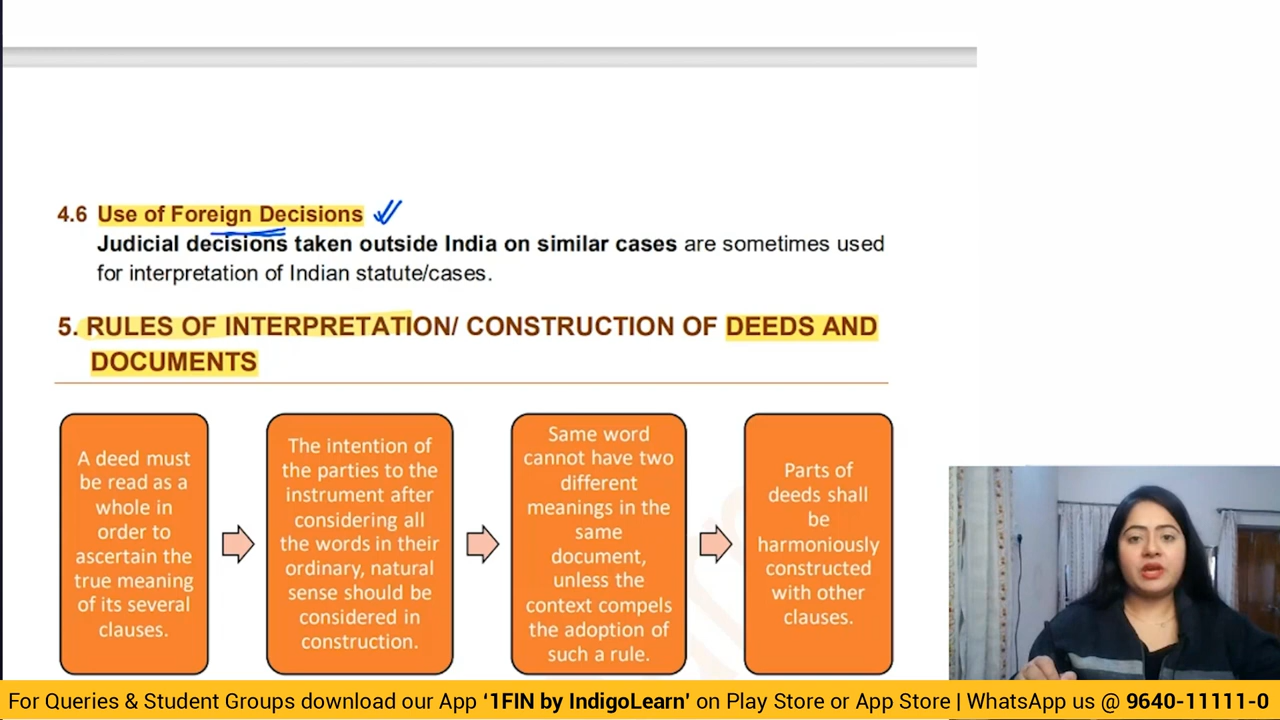 4.6 Use of Foreign Decisions
Judicial decisions taken outside India on similar cases are sometimes used
for interpretation of Indian statute/cases.
5. RULES OF INTERPRETATION/ CONSTRUCTION OF DEEDS AND
DOCUMENTS
A deed must
be read as a
whole in
order to
ascertain the
true meaning
of its several
clauses.
The intention of
the parties to the
instrument after
considering all
the words in their
ordinary, natural
sense should be
considered in
construction.
Same word
cannot have two
different
meanings in the
same
document,
unless the
context compels
the adoption of
such a rule.
Parts of
deeds shall
be
harmoniously
constructed
with other
clauses.
For Queries & Student Groups download our App ‘1FIN by IndigoLearn' on Play Store or App Store | WhatsApp us @ 9640-11111-0